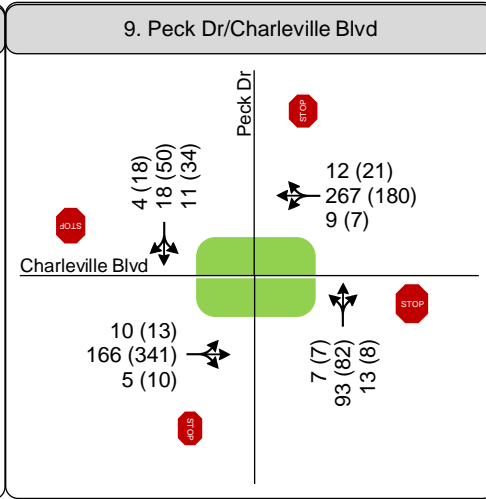 9. Peck Dr/Charleville Blvd
Peck Dr
STOP
4 (18)
18 (50)
11 (34)
12 (21)
267 (180)
9 (7)
STOP
Charleville Blvd
STOP
10 (13)
166 (341)
5 (10)
7 (7)
93 (82)
13 (8)
STOP